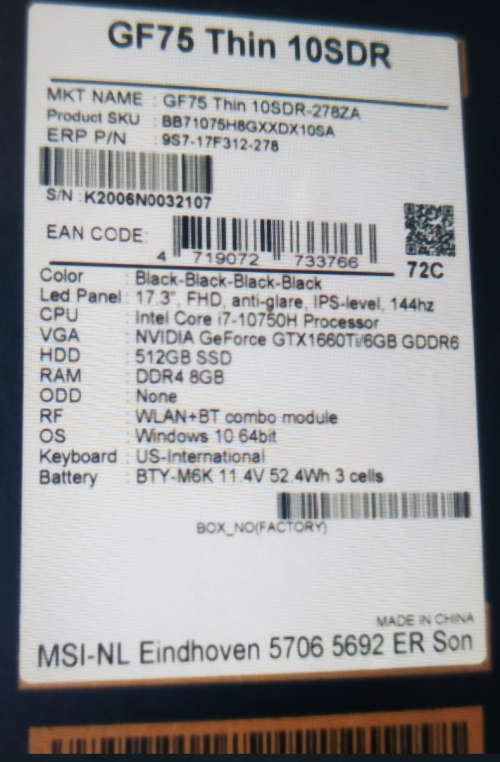 GF75 Thin 10SDR
MKT NAME : GF75 Thin 10SDR-278ZA
Product SKU : BB71075H8GXXDX10SA
ERP P/N : 9S7-17F312-278
S/N :K2006N0032107
EAN CODE:
4 719072 733766
72C
Color : Black-Black-Black-Black
Led Panel : 17.3", FHD, anti-glare, IPS-level, 144hz
CPU : Intel Core i7-10750H Processor
VGA : NVIDIA GeForce GTX1660Ti/6GB GDDR6
HDD : 512GB SSD
RAM : DDR4 8GB
ODD : None
RF : WLAN+BT combo module
OS : Windows 10 64bit
Keyboard : US-International
Battery : BTY-M6K 11.4V 52.4Wh 3 cells
BOX_NO(FACTORY)
MADE IN CHINA
MSI-NL Eindhoven 5706 5692 ER Son